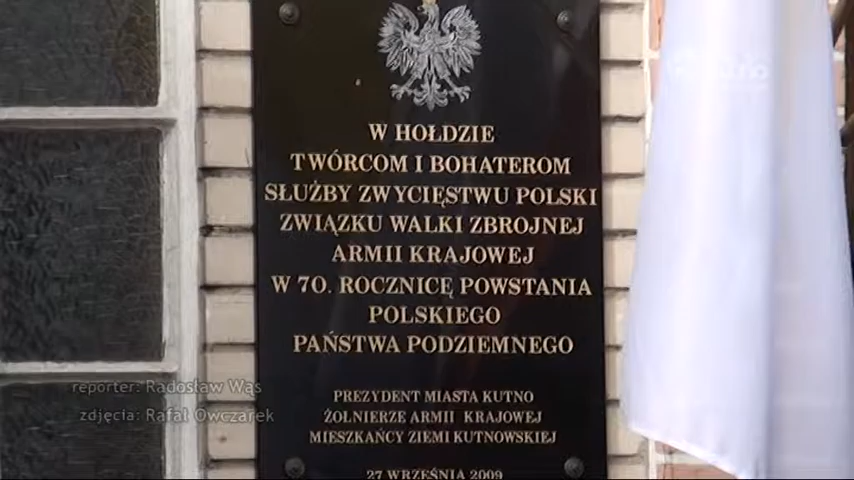 W HOŁDZIE
TWÓRCOM I BOHATEROM
SŁUŻBY ZWYCIĘSTWU POLSKI
ZWIĄZKU WALKI ZBROJNEJ
ARMII KRAJOWEJ
W 70. ROCZNICĘ POWSTANIA
POLSKIEGO
PAŃSTWA PODZIEMNEGO
PREZYDENT MIASTA KUTNO
ŻOŁNIERZE ARMII KRAJOWEJ
MIESZKAŃCY ZIEMI KUTNOWSKIEJ
27 WRZEŚNIA 2009
reporter: Radosław Wąs
zdjęcia: Rafał Owczarek